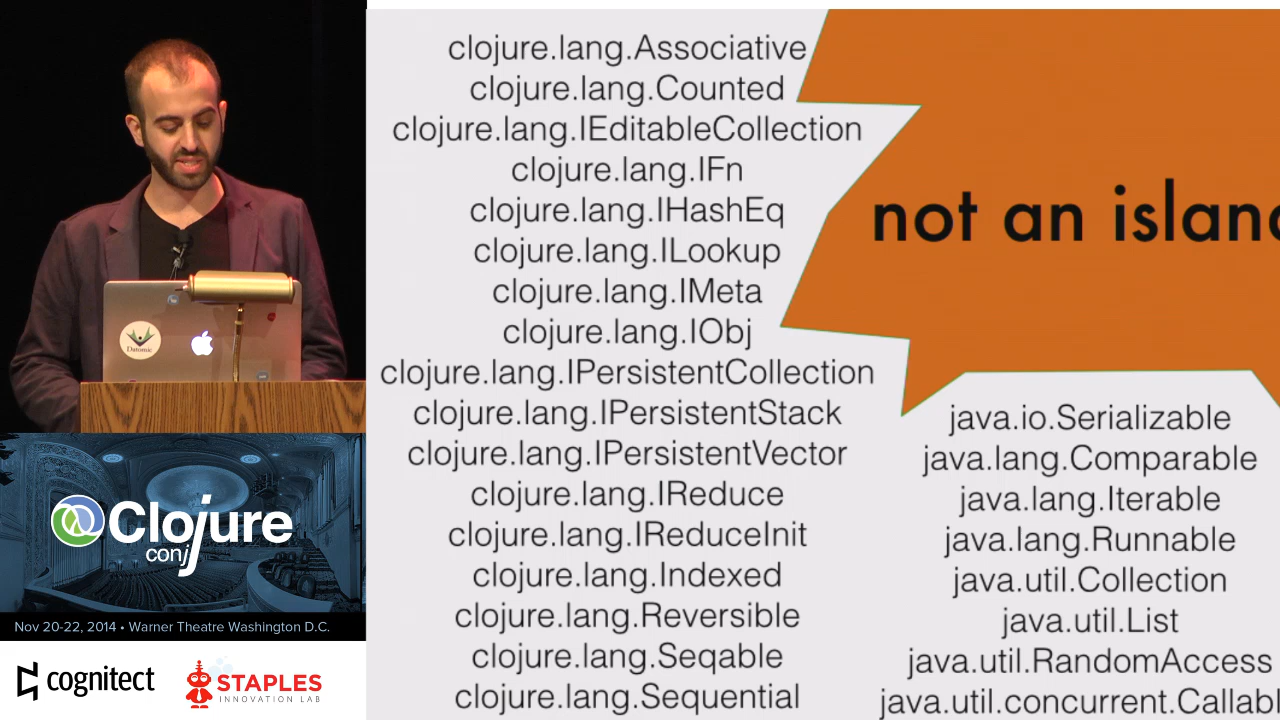 clojure.lang.Associative
clojure.lang.Counted
clojure.lang.IEditableCollection
clojure.lang.IFn
clojure.lang.IHashEq
clojure.lang.ILookup
clojure.lang.IMeta
clojure.lang.IObj
clojure.lang.IPersistentCollection
clojure.lang.IPersistentStack
clojure.lang.IPersistentVector
clojure.lang.IReduce
clojure.lang.IReduceInit
clojure.lang.Indexed
clojure.lang.Reversible
clojure.lang.Seqable
clojure.lang.Sequential
not an islan
java.io.Serializable
java.lang.Comparable
java.lang.Iterable
java.lang.Runnable
java.util.Collection
java.util.List
java.util.RandomAccess
java.util.concurrent.Callabl
Datomic
Clojure
conj
Nov 20-22, 2014 • Warner Theatre Washington D.C.
cognitect
STAPLES
INNOVATION LAB